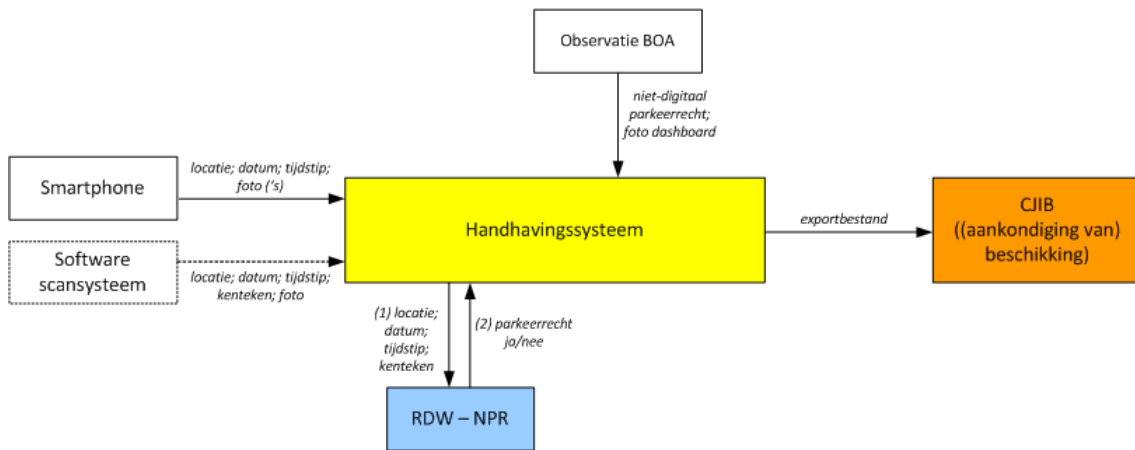 Observatie BOA
niet-digitaal
parkeerrecht;
foto dashboard
locatie; datum; tijdstip;
foto ('s)
Smartphone
Handhavingssysteem
exportbestand
CJIB
((aankondiging van)
beschikking)
Software
scansysteem
locatie; datum; tijdstip;
kenteken; foto
(1) locatie;
datum;
tijdstip;
kenteken
(2) parkeerrecht
ja/nee
RDW – NPR